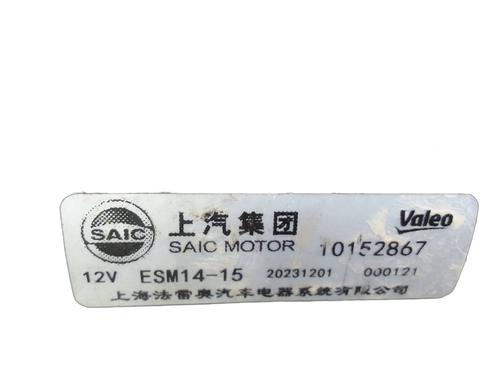 SAIC 上汽集团 Valeo
SAIC MOTOR 10152867
12V ESM14-15 20231201 000121
上海法雷奥汽车电器系统有限公司